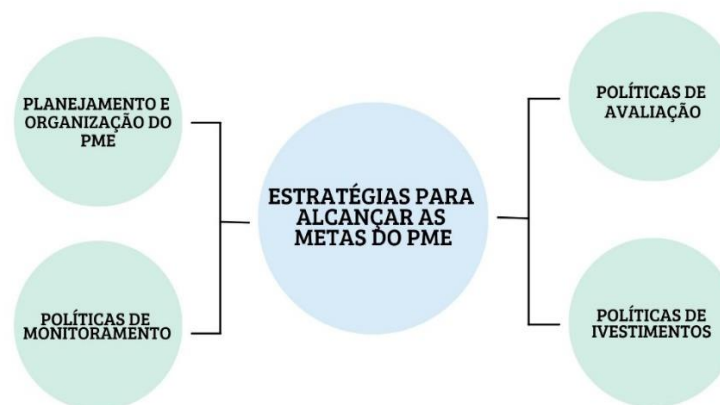 PLANEJAMENTO E
ORGANIZAÇÃO DO
PME
POLÍTICAS DE
MONITORAMENTO
ESTRATÉGIAS PARA
ALCANÇAR AS
METAS DO PME
POLÍTICAS DE
AVALIAÇÃO
POLÍTICAS DE
IVESTIMENTOS